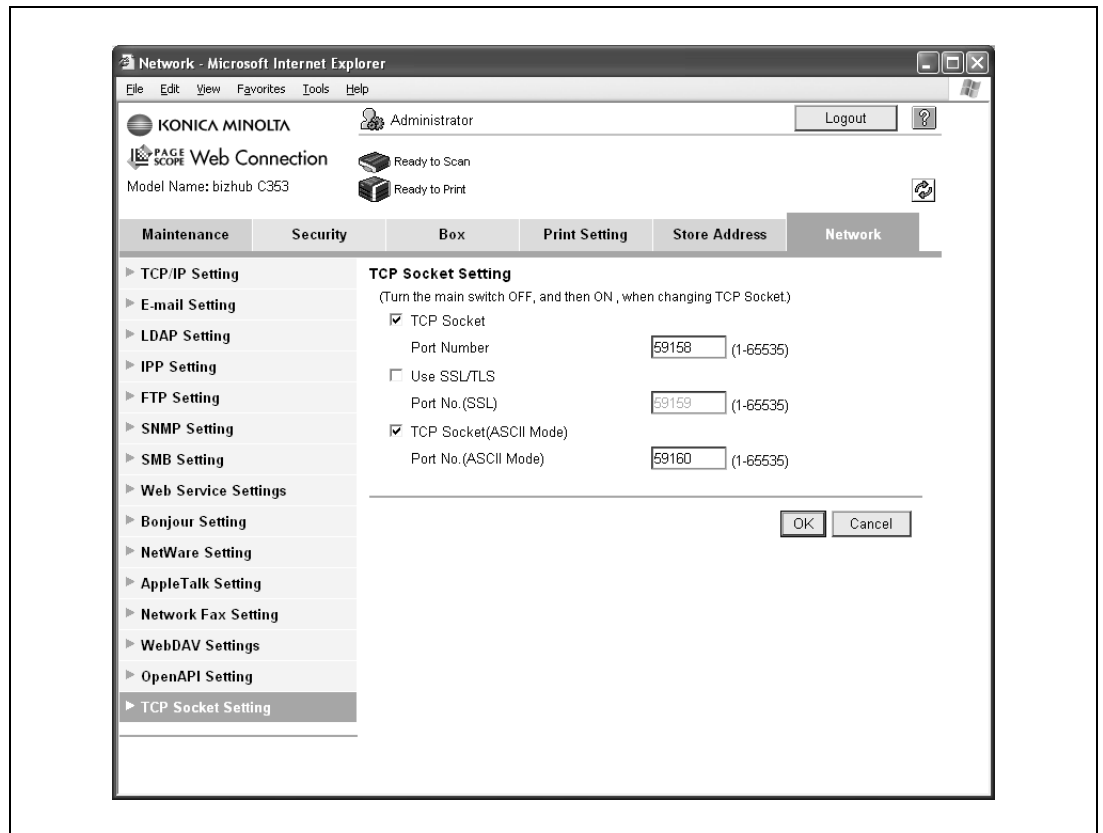 Network - Microsoft Internet Explorer
File Edit View Favorites Tools Help
KONICA MINOLTA
Administrator
Logout
?
PAGE SCOPE Web Connection
Ready to Scan
Model Name: bizhub C353
Ready to Print
Maintenance Security Box Print Setting Store Address Network
TCP/IP Setting
E-mail Setting
LDAP Setting
IPP Setting
FTP Setting
SNMP Setting
SMB Setting
Web Service Settings
Bonjour Setting
NetWare Setting
AppleTalk Setting
Network Fax Setting
WebDAV Settings
OpenAPI Setting
TCP Socket Setting
TCP Socket Setting
(Turn the main switch OFF, and then ON , when changing TCP Socket.)
TCP Socket
Port Number 59158 (1-65535)
Use SSL/TLS
Port No.(SSL) 59159 (1-65535)
TCP Socket(ASCII Mode)
Port No.(ASCII Mode) 59160 (1-65535)
OK Cancel